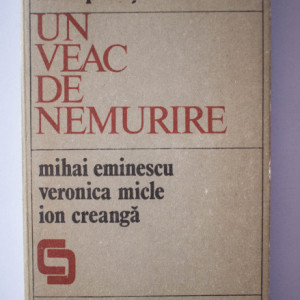 UN
VEAC
DE
NEMURIRE
mihai eminescu
veronica micle
ion creangă